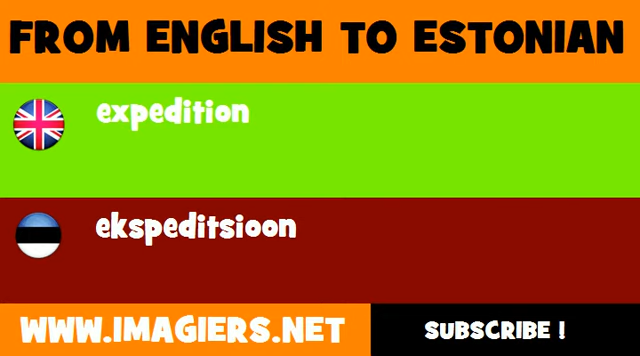 FROM ENGLISH TO ESTONIAN
expedition
ekspeditsioon
WWW.IMAGIERS.NET
SUBSCRIBE !